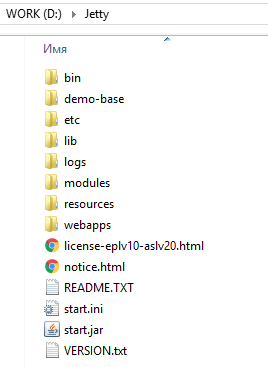 WORK (D:) Jetty
Имя
bin
demo-base
etc
lib
logs
modules
resources
webapps
license-eplv10-aslv20.html
notice.html
README.TXT
start.ini
start.jar
VERSION.txt